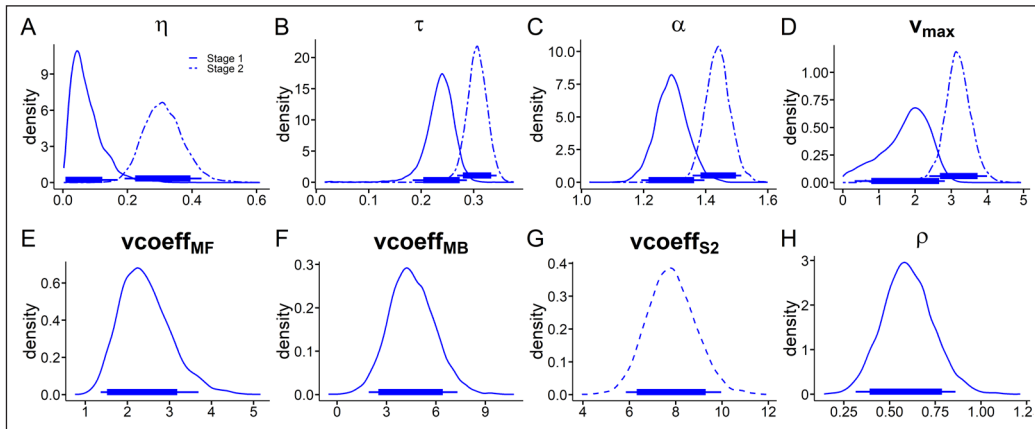 A η
density
9
6
3
0
0.0 0.2 0.4 0.6
Stage 1
Stage 2
B τ
density
20
15
10
5
0
0.0 0.1 0.2 0.3
C α
density
10.0
7.5
5.0
2.5
0.0
1.0 1.2 1.4 1.6
D vmax
density
1.00
0.75
0.50
0.25
0.00
0 1 2 3 4 5
E vcoeffMF
density
0.6
0.4
0.2
0.0
1 2 3 4 5
F vcoeffMB
density
0.3
0.2
0.1
0.0
0 3 6 9
G vcoeffS2
density
0.4
0.3
0.2
0.1
0.0
4 6 8 10 12
H ρ
density
3
2
1
0
0.25 0.50 0.75 1.00 1.2